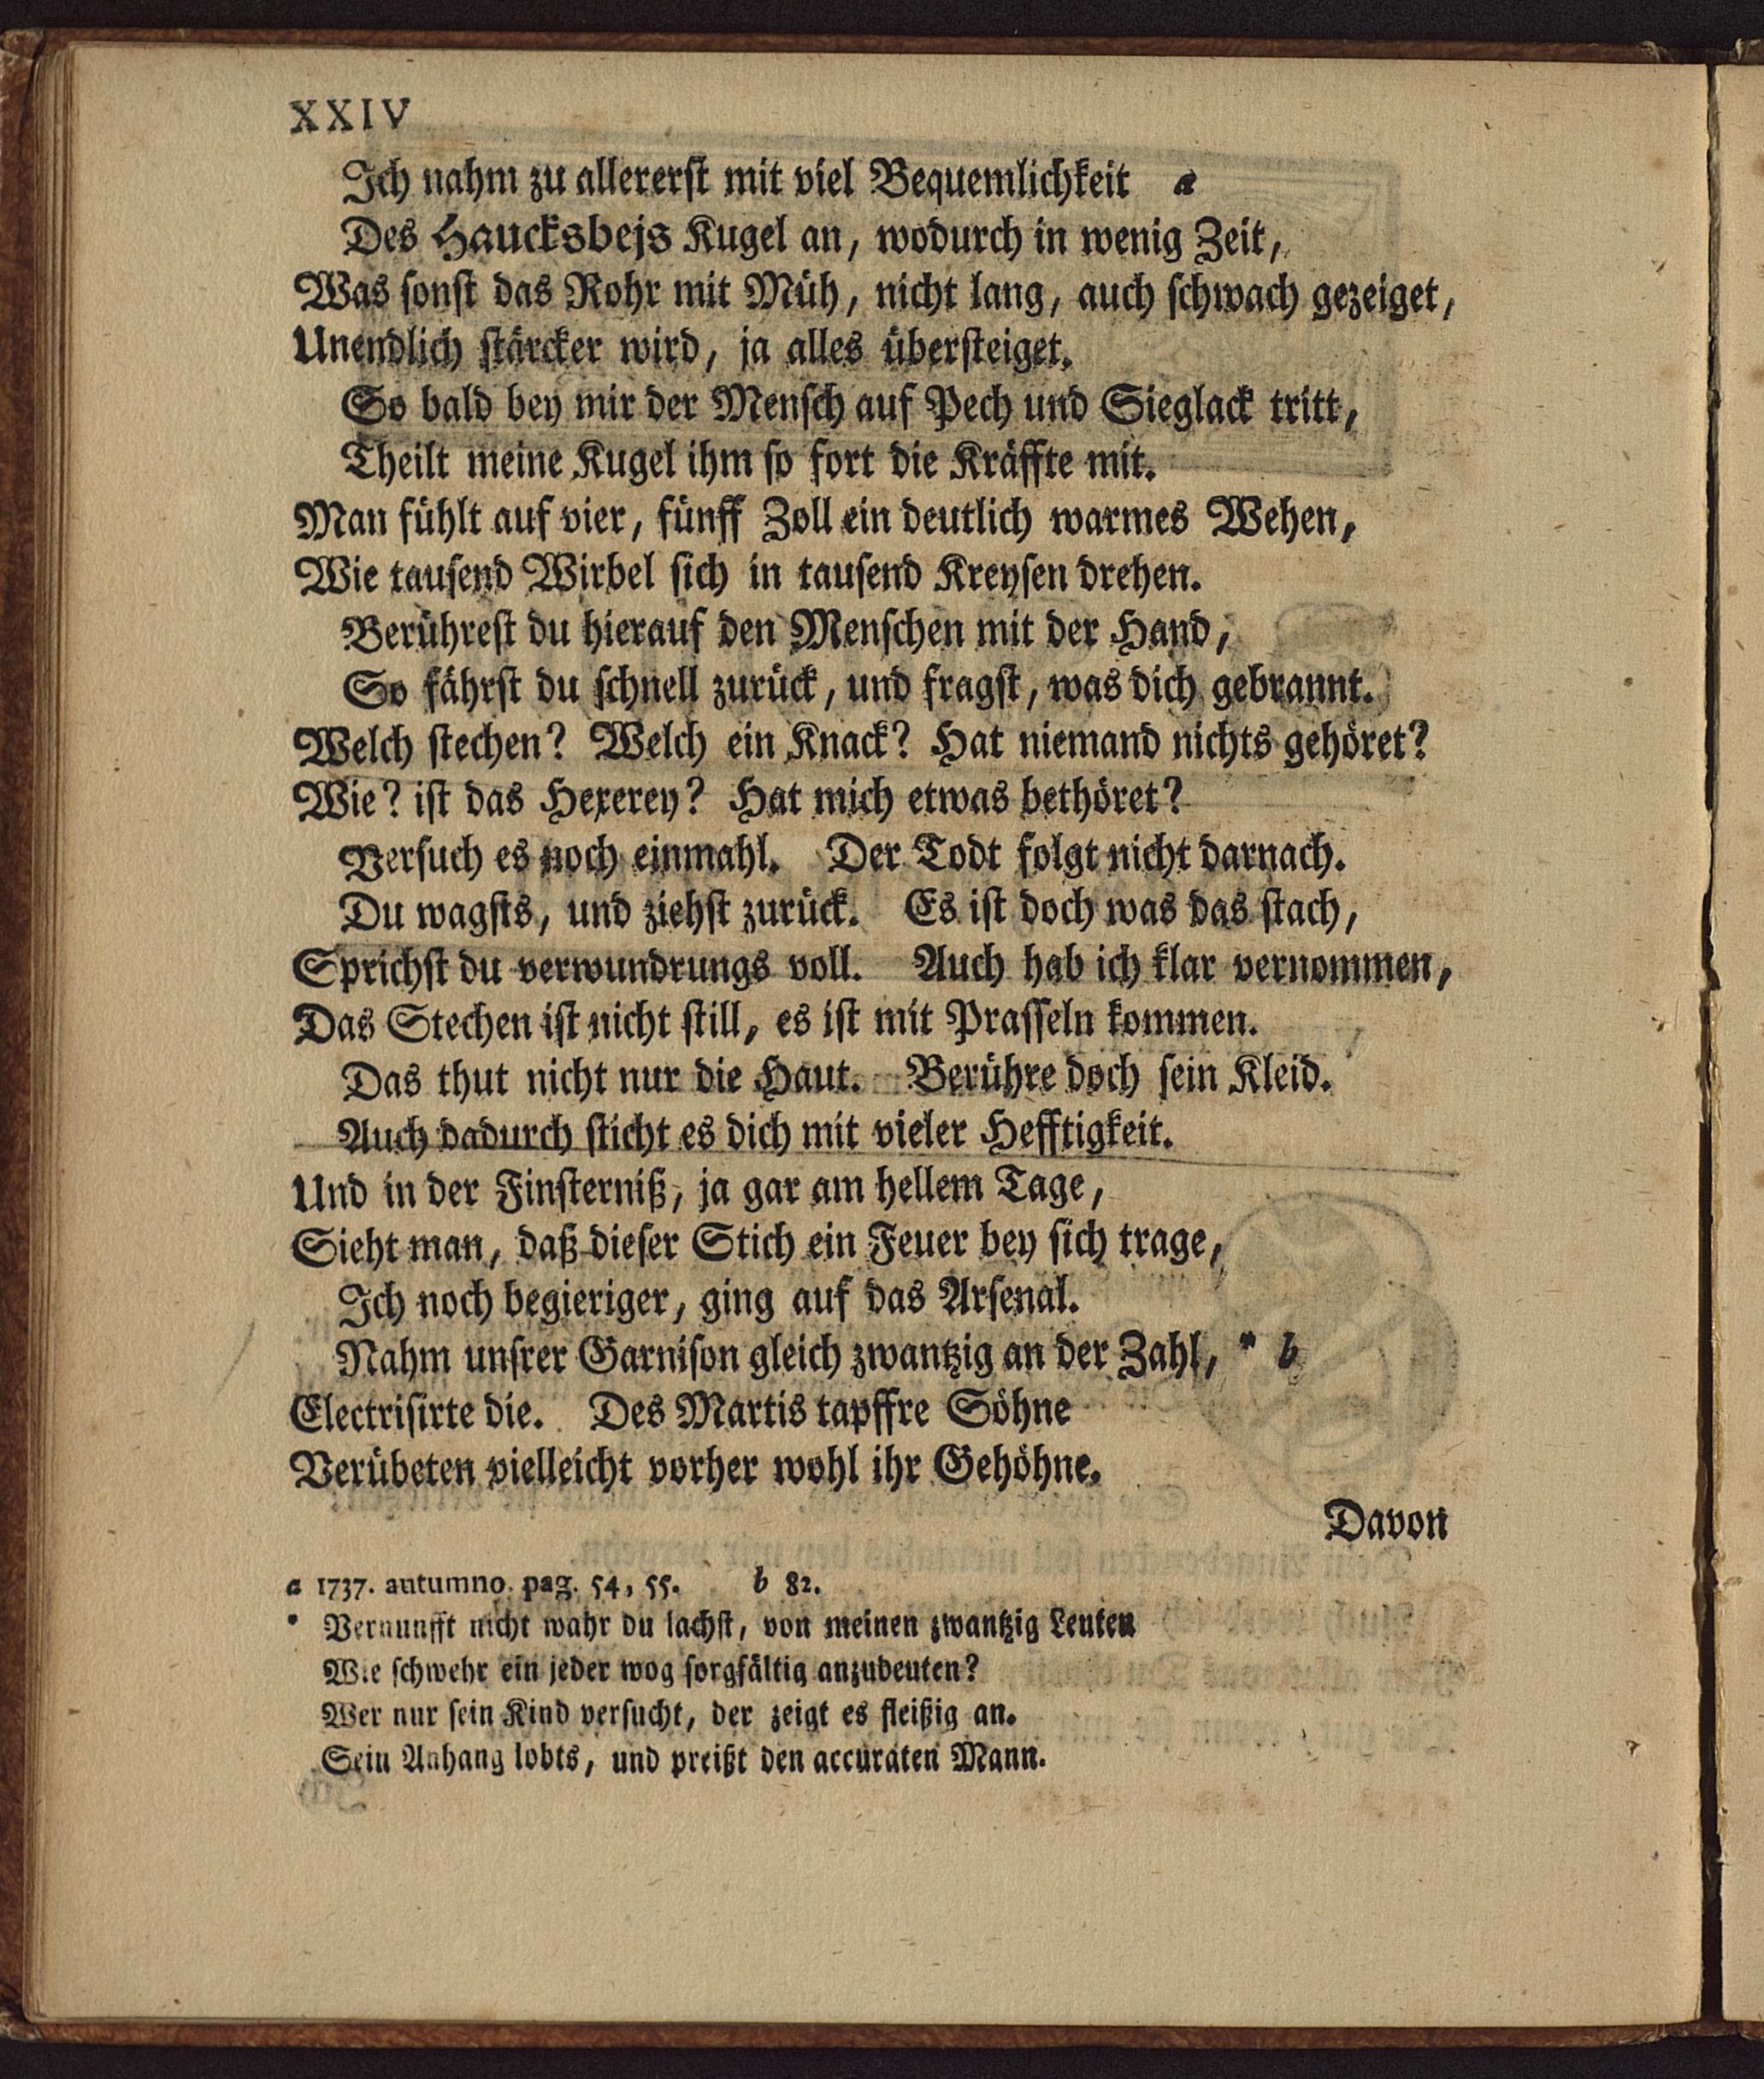 XXIV
Ich nahm zu allererst mit viel Bequemlichkeit a
Des Haucksbejs Kugel an, wodurch in wenig Zeit,
Was sonst das Rohr mit Müh, nicht lang, auch schwach gezeiget,
Unendlich stärcker wird, ja alles übersteiget.
So bald bey mir der Mensch auf Pech und Sieglack tritt,
Theilt meine Kugel ihm so fort die Kräffte mit.
Man fühlt auf vier, fünff Zoll ein deutlich warmes Wehen,
Wie tausend Wirbel sich in tausend Kreysen drehen.
Berührest du hierauf den Menschen mit der Hand,
So fährst du schnell zurück, und fragst, was dich gebrannt.
Welch stechen? Welch ein Knack? Hat niemand nichts gehöret?
Wie? ist das Hexerey? Hat mich etwas bethöret?
Versuch es noch einmahl. Der Todt folgt nicht darnach.
Du wagsts, und ziehst zurück. Es ist doch was das stach,
Sprichst du verwundrungs voll. Auch hab ich klar vernommen,
Das Stechen ist nicht still, es ist mit Prasseln kommen.
Das thut nicht nur die Haut. Berühre doch sein Kleid.
Auch dadurch sticht es dich mit vieler Hefftigkeit.
Und in der Finsterniß, ja gar am hellem Tage,
Sieht man, daß dieser Stich ein Feuer bey sich trage,
Ich noch begieriger, ging auf das Arsenal.
Nahm unsrer Garnison gleich zwantzig an der Zahl, * b
Electrisirte die. Des Martis tapffre Söhne
Verübeten vielleicht vorher wohl ihr Gehöhne.
Davon
a 1737. autumno. pag. 54, 55. b 82.
* Vernunfft nicht wahr du lachst, von meinen zwantzig Leuten
Wie schwehr ein jeder wog sorgfältig anzudeuten?
Wer nur sein Kind versucht, der zeigt es fleißig an.
Sein Anhang lobts, und preißt den accuraten Mann.